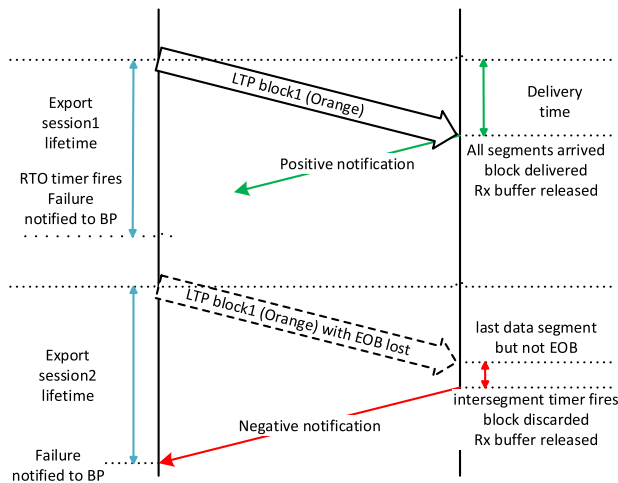 LTP block1 (Orange)
Delivery
time
Export
session1
lifetime
All segments arrived
block delivered
Rx buffer released
Positive notification
RTO timer fires
Failure
notified to BP
LTP block1 (Orange) with EOB lost
last data segment
but not EOB
Export
session2
lifetime
intersegment timer fires
block discarded
Rx buffer released
Negative notification
Failure
notified to BP